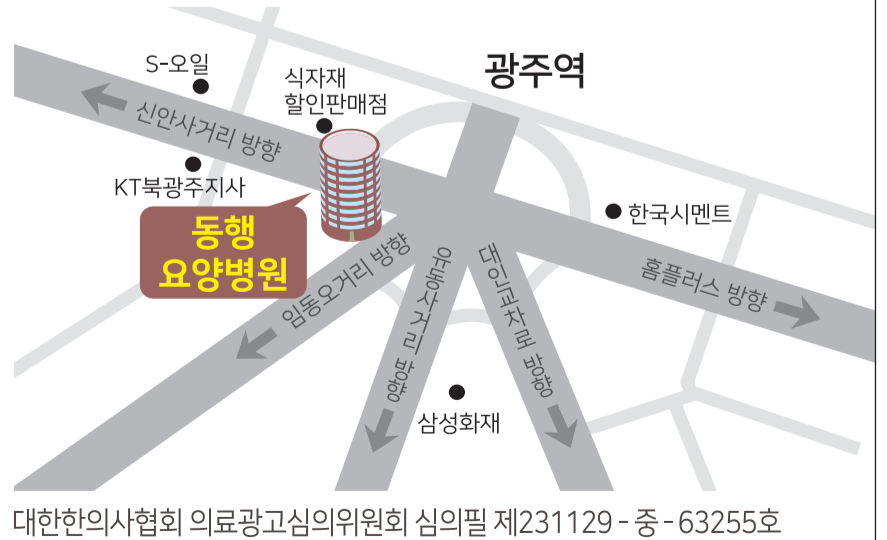 광주역
S-오일
식자재
할인판매점
신안사거리 방향
KT북광주지사
동행
요양병원
한국시멘트
홈플러스 방향
임동오거리 방향
유동사거리 방향
대인교차로 방향
삼성화재
대한한의사협회 의료광고심의위원회 심의필 제231129 - 중 - 63255호